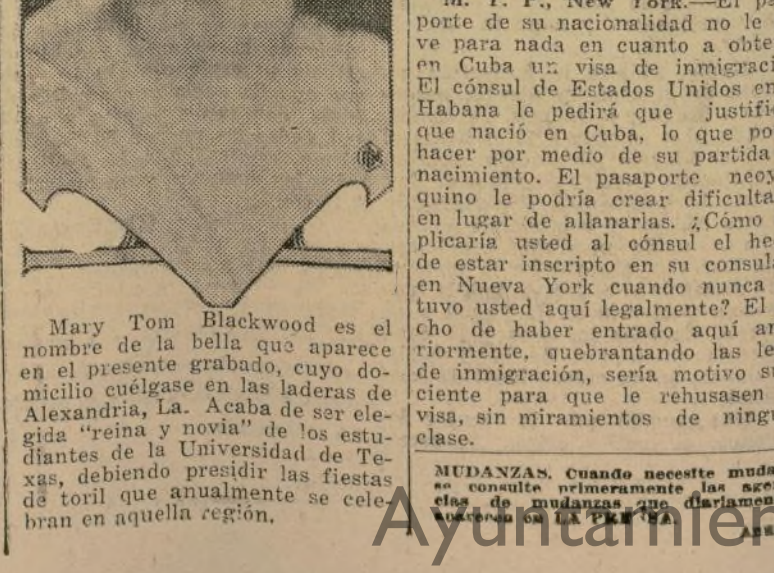 Mary Tom Blackwood es el
nombre de la bella que aparece
en el presente grabado, cuyo do-
micilio cuélgase en las laderas de
Alexandria, La. Acaba de ser ele-
gida "reina y novia" de los estu-
diantes de la Universidad de Te-
xas, debiendo presidir las fiestas
de toril que anualmente se cele-
bran en aquella región.
M. T. P., New York.—El pa
porte de su nacionalidad no le
ve para nada en cuanto a obte
en Cuba un visa de inmigraci
El cónsul de Estados Unidos en
Habana le pedirá que justifi
que nació en Cuba, lo que po
hacer por medio de su partida
nacimiento. El pasaporte neoy
quino le podría crear dificulta
en lugar de allanarlas. ¿Cómo
plicaría usted al cónsul el he
de estar inscripto en su consula
en Nueva York cuando nunca
tuvo usted aquí legalmente? El
cho de haber entrado aquí an
riormente, quebrantando las le
de inmigración, sería motivo su
ciente para que le rehusasen
visa, sin miramientos de ningu
clase.
MUDANZAS. Cuando necesite muda
se consulte primeramente las agen
cias de mudanzas que diariamen
aparecen en LA PRENSA.
Ayuntamien